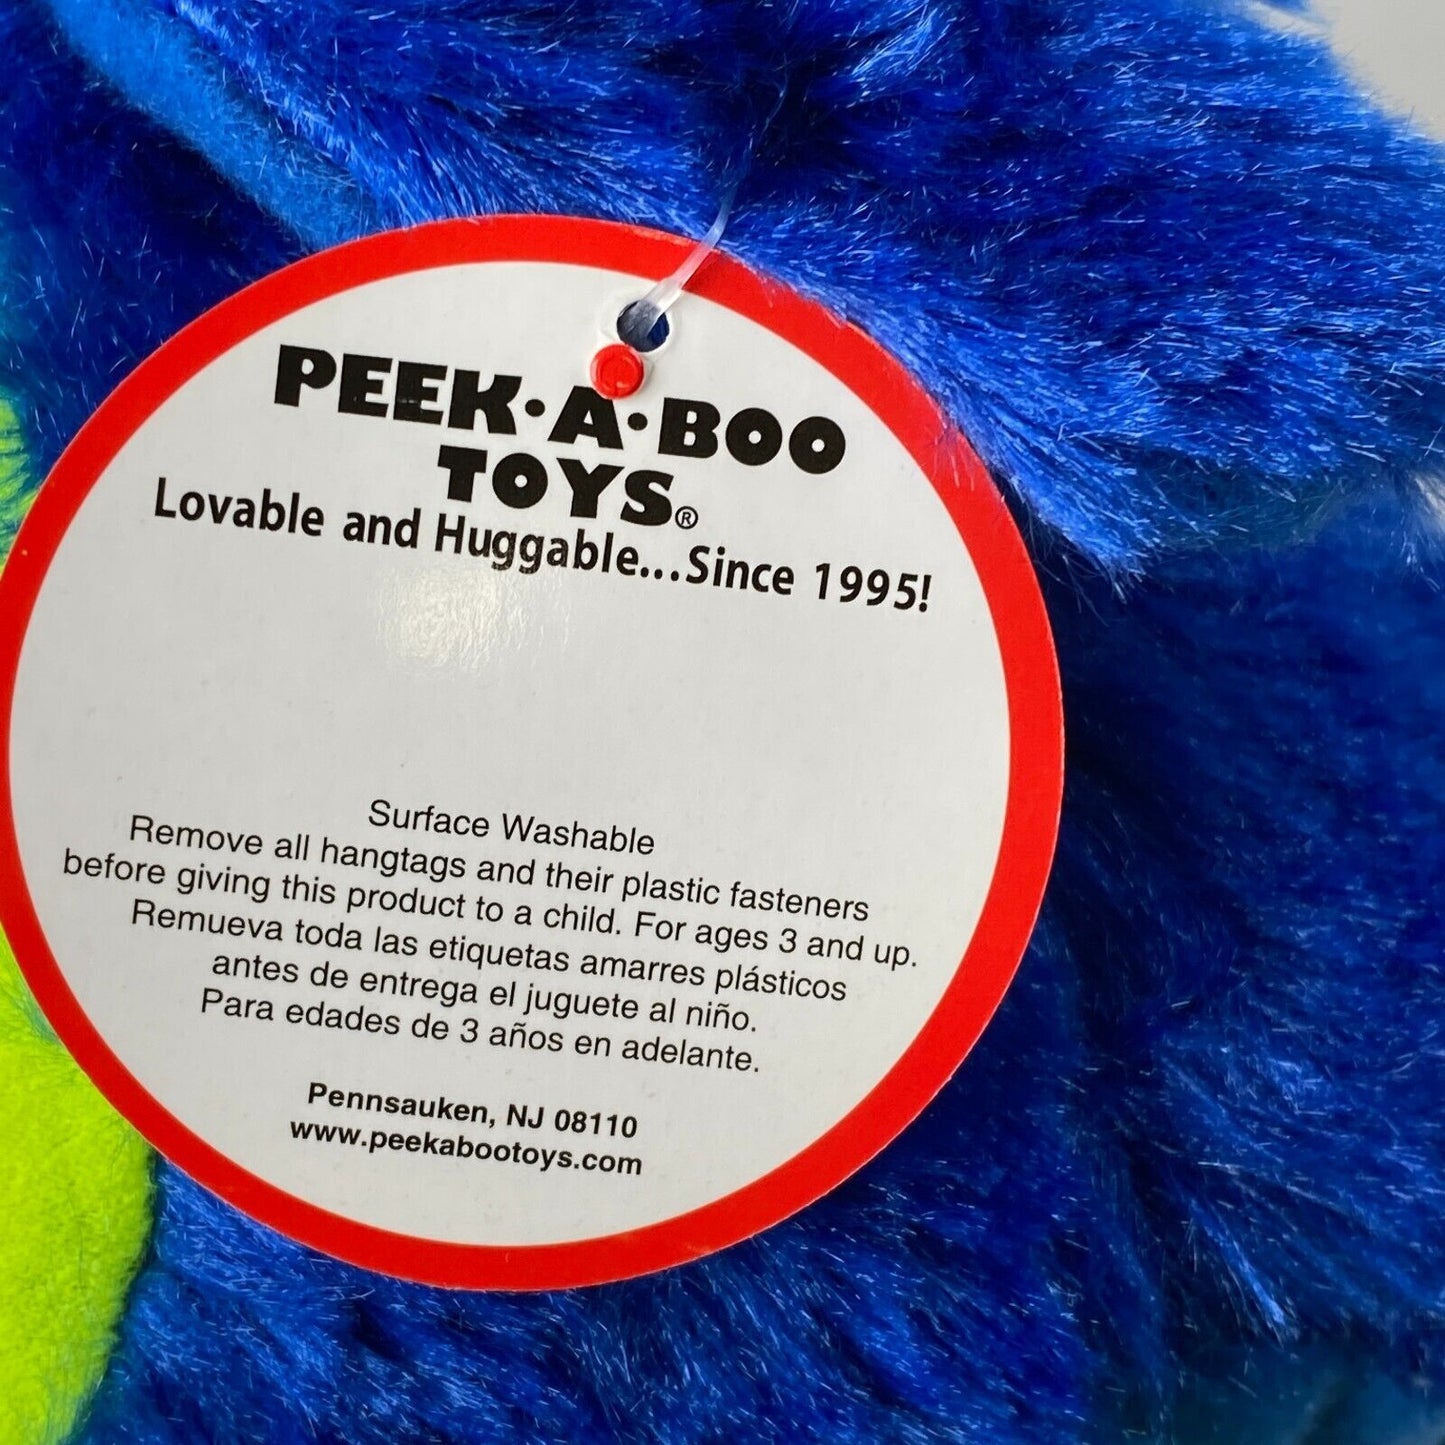 PEEK·A·BOO
TOYS®
Lovable and Huggable...Since 1995!
Surface Washable
Remove all hangtags and their plastic fasteners
before giving this product to a child. For ages 3 and up.
Remueva toda las etiquetas amarres plásticos
antes de entrega el juguete al niño.
Para edades de 3 años en adelante.
Pennsauken, NJ 08110
www.peekabootoys.com